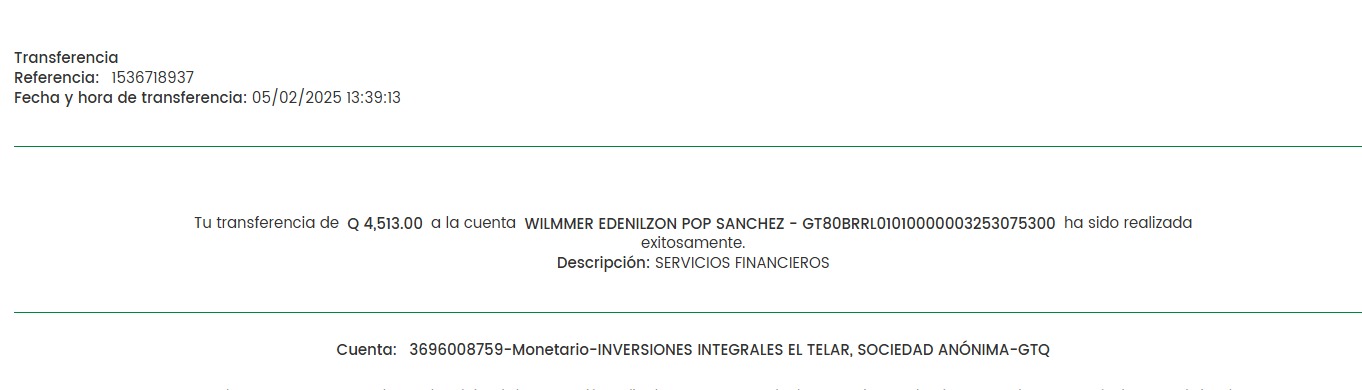 Transferencia
Referencia: 1536718937
Fecha y hora de transferencia: 05/02/2025 13:39:13
Tu transferencia de Q 4,513.00 a la cuenta WILMMER EDENILZON POP SANCHEZ - GT80BRRL01010000003253075300 ha sido realizada
exitosamente.
Descripción: SERVICIOS FINANCIEROS
Cuenta: 3696008759-Monetario-INVERSIONES INTEGRALES EL TELAR, SOCIEDAD ANÓNIMA-GTQ